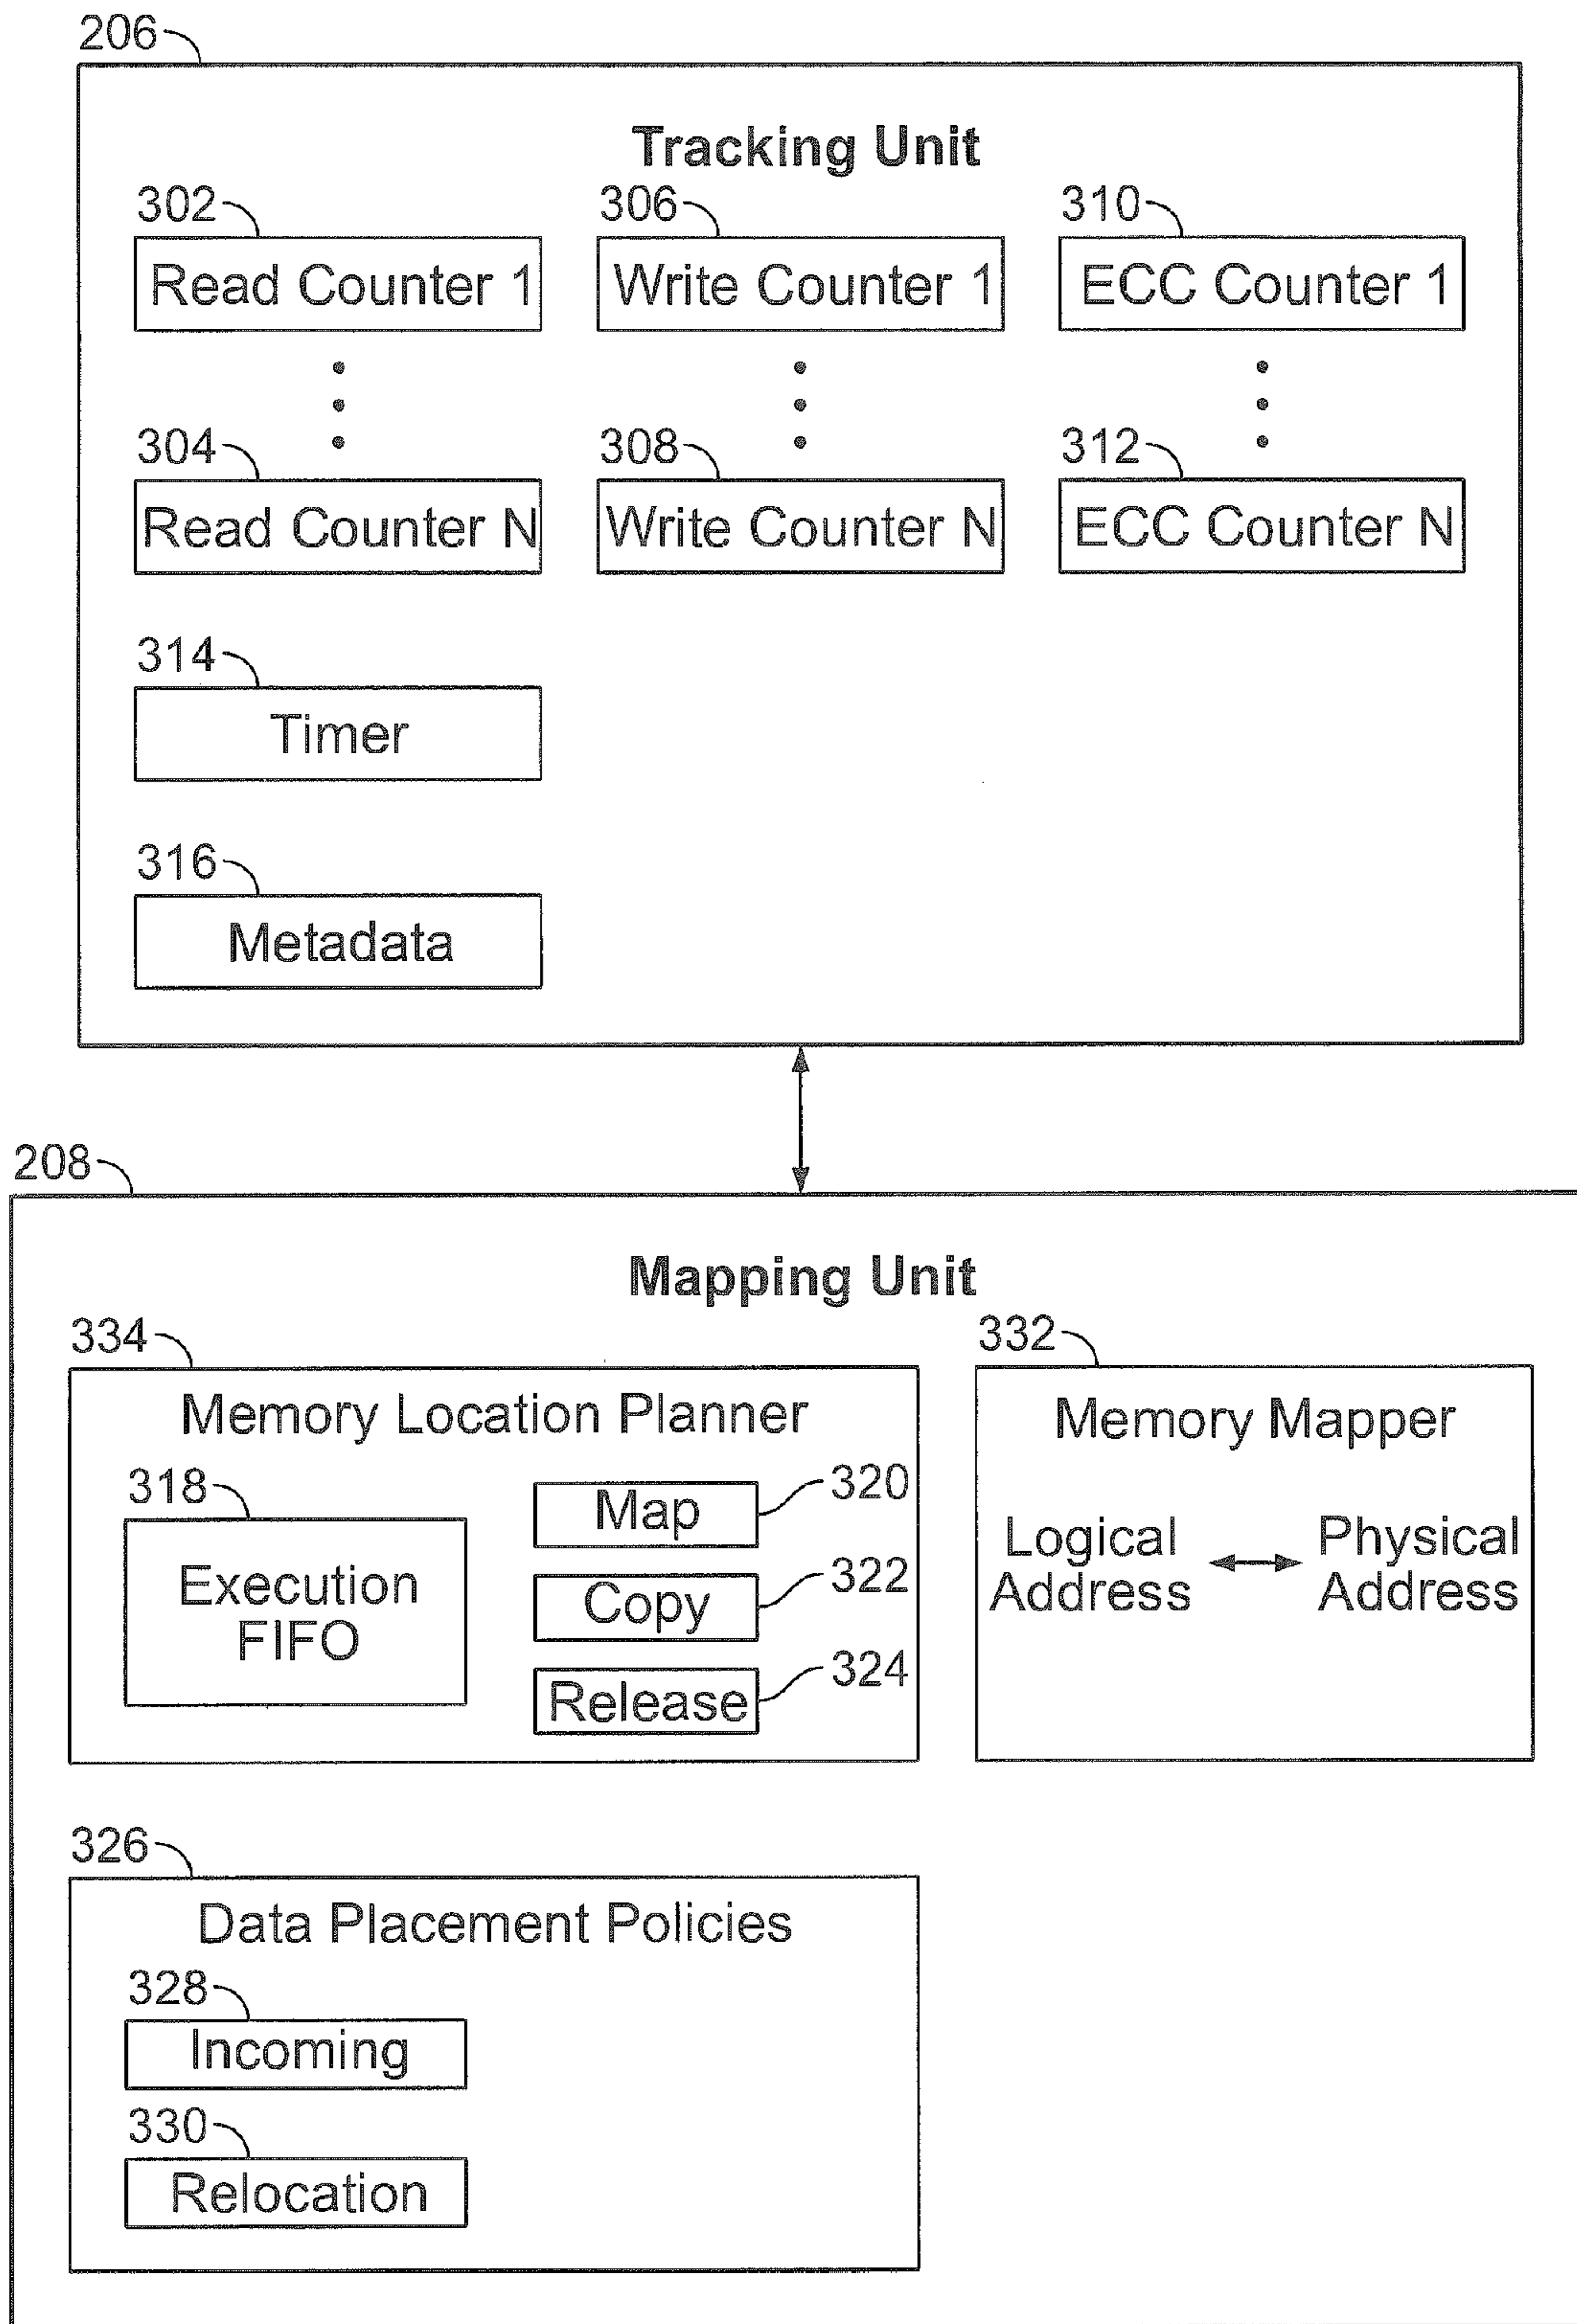 206
Tracking Unit
302 306 310
Read Counter 1 Write Counter 1 ECC Counter 1
304 308 312
Read Counter N Write Counter N ECC Counter N
314
Timer
316
Metadata
208
Mapping Unit
334
Memory Location Planner
318
Execution
FIFO
Map 320
Copy 322
Release 324
332
Memory Mapper
Logical Physical
Address Address
326
Data Placement Policies
328
Incoming
330
Relocation